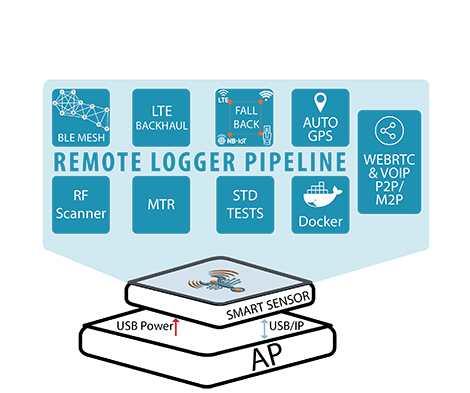 BLE MESH
LTE
BACKHAUL
LTE
FALL
BACK
NB-IoT
AUTO
GPS
WEBRTC
& VOIP
P2P/
M2P
REMOTE LOGGER PIPELINE
RF
Scanner
MTR
STD
TESTS
Docker
SMART SENSOR
USB Power
USB/IP
AP